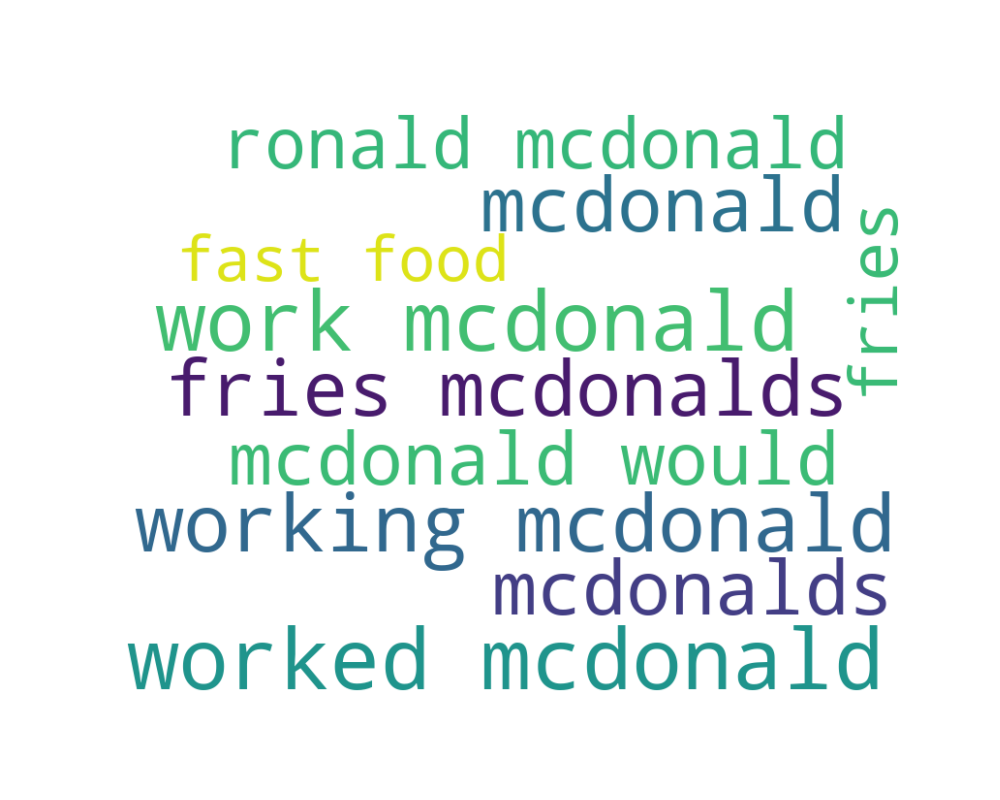 ronald mcdonald
mcdonald
fries
fast food
work mcdonald
fries mcdonalds
mcdonald would
working mcdonald
mcdonalds
worked mcdonald